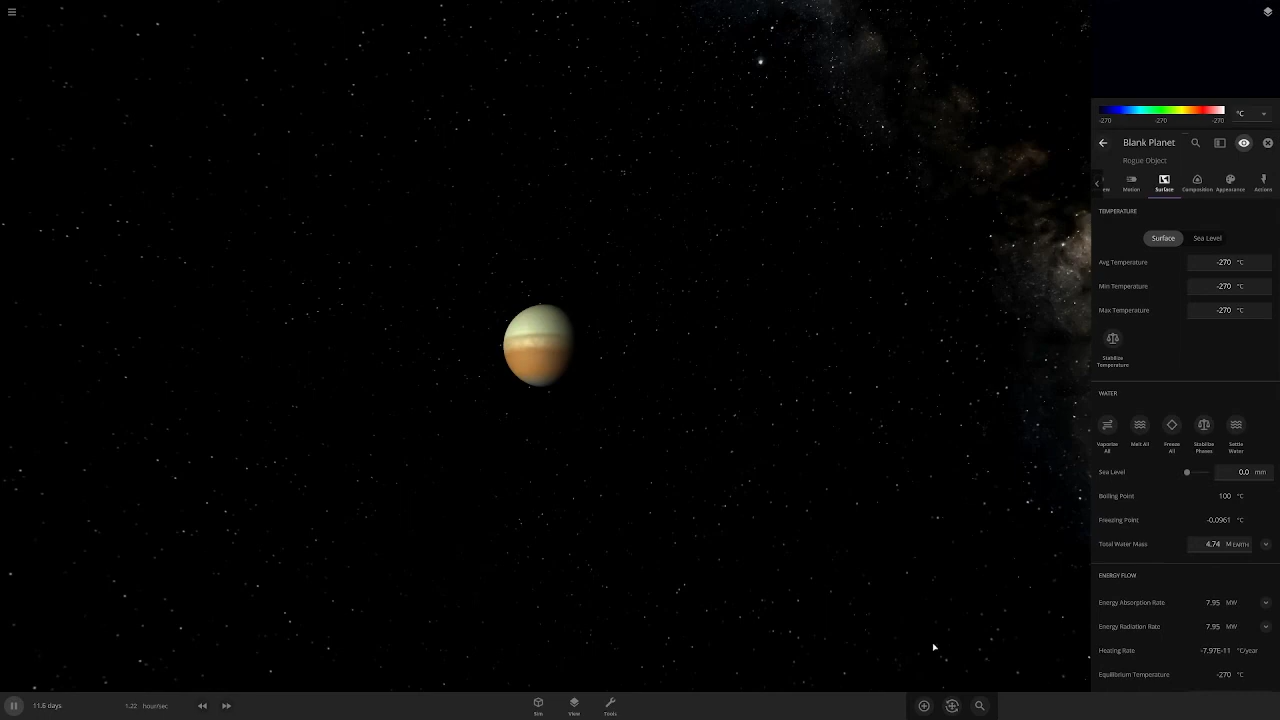 -270 -270 -270 °C
Blank Planet
Rogue Object
Motion Surface Composition Appearance Actions
TEMPERATURE
Surface Sea Level
Avg Temperature -270 °C
Min Temperature -270 °C
Max Temperature -270 °C
Stabilize
Temperature
WATER
Vaporize All Melt All Freeze All Stabilize Phases Settle Water
Sea Level 0.0 mm
Boiling Point 100 °C
Freezing Point -0.0961 °C
Total Water Mass 4.74 M EARTH
ENERGY FLOW
Energy Absorption Rate 7.95 MW
Energy Radiation Rate 7.95 MW
Heating Rate -7.97E-11 °C/year
Equilibrium Temperature -270 °C
11.6 days 1.22 hour/sec Sim View Tools